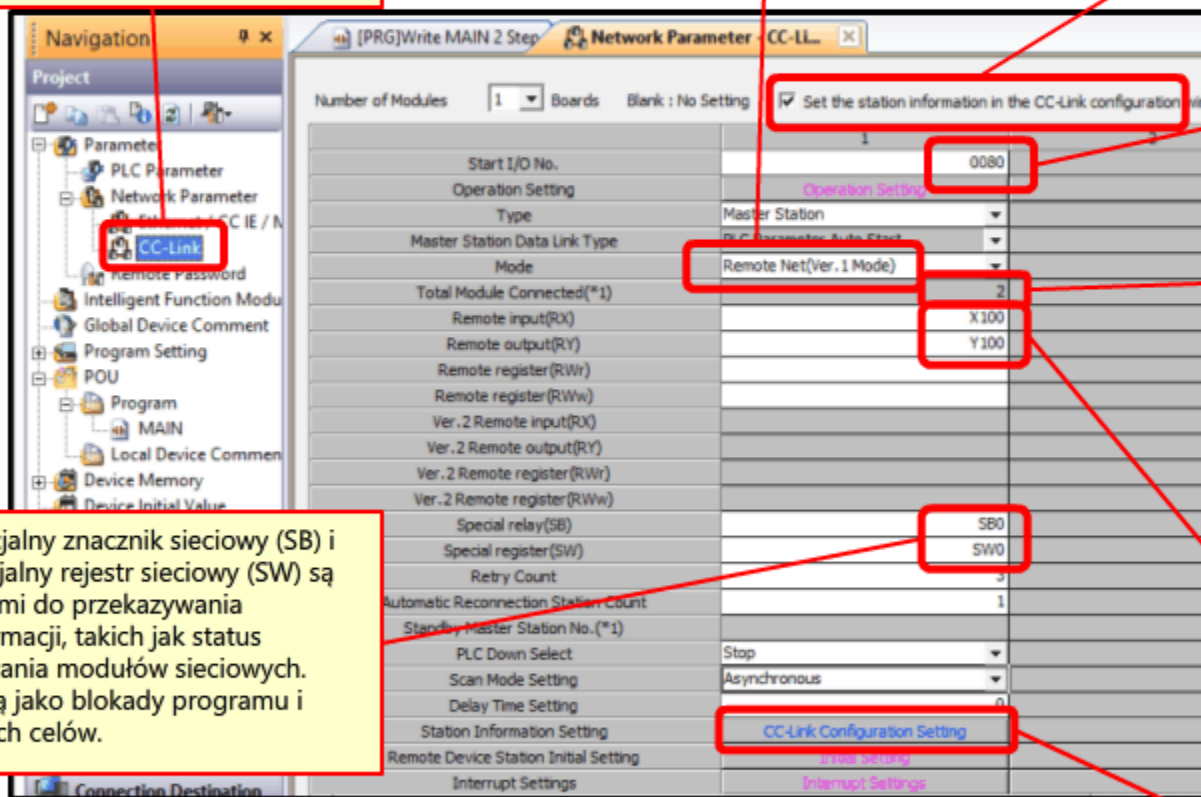 Navigation
[PRG]Write MAIN 2 Step
Network Parameter - CC-Li...
Project
Number of Modules 1 Boards Blank : No Setting Set the station information in the CC-Link configuration
1 2
Parameter
PLC Parameter
Network Parameter
CC IE /
CC-Link
Remote Password
Intelligent Function Modu
Global Device Comment
Program Setting
POU
Program
MAIN
Local Device Commen
Device Memory
Device Initial Value
Connection Destination
Start I/O No. 0080
Operation Setting Operation Setting
Type Master Station
Master Station Data Link Type PLC Parameter Auto Start
Mode Remote Net(Ver.1 Mode)
Total Module Connected(*1) 2
Remote input(RX) X100
Remote output(RY) Y100
Remote register(RWr)
Remote register(RWw)
Ver.2 Remote input(RX)
Ver.2 Remote output(RY)
Ver.2 Remote register(RWr)
Ver.2 Remote register(RWw)
Special relay(SB) SB0
Special register(SW) SW0
Retry Count 3
Automatic Reconnection Station Count 1
Standby Master Station No.(*1)
PLC Down Select Stop
Scan Mode Setting Asynchronous
Delay Time Setting 0
Station Information Setting CC-Link Configuration Setting
Remote Device Station Initial Setting Initial Setting
Interrupt Settings Interrupt Settings
jalny znacznik sieciowy (SB) i
jalny rejestr sieciowy (SW) są
mi do przekazywania
rmacji, takich jak status
ania modułów sieciowych.
ą jako blokady programu i
ch celów.